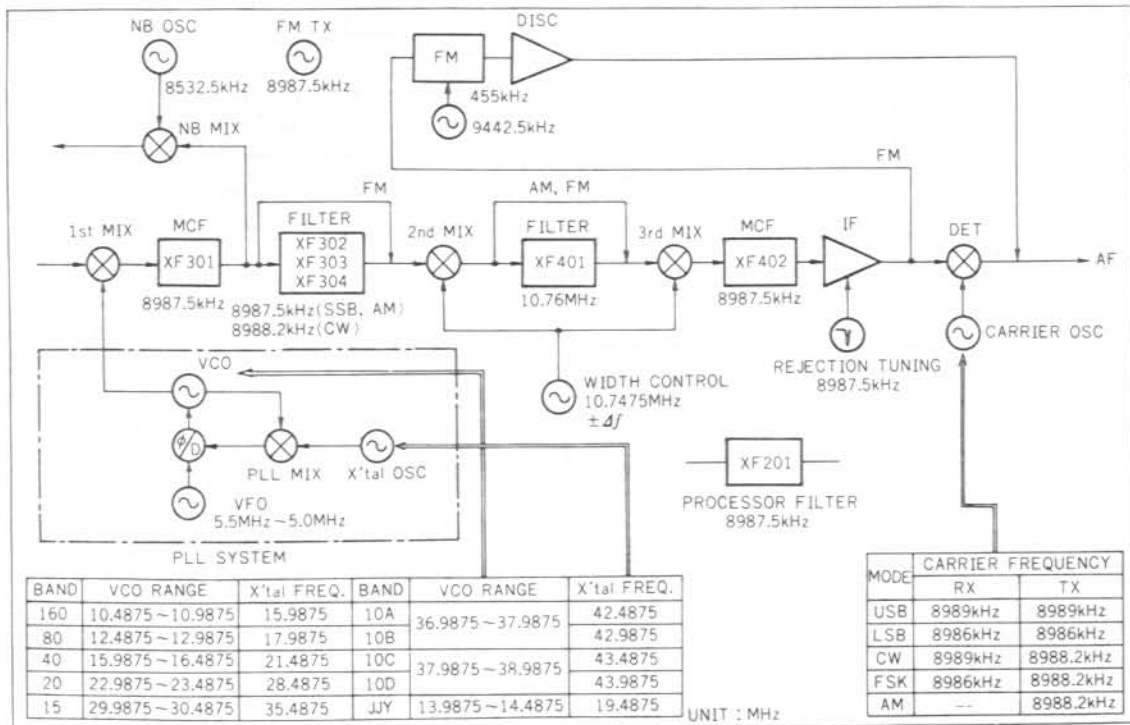 NB OSC
8532.5kHz
FM TX
8987.5kHz
DISC
FM
455kHz
9442.5kHz
NB MIX
FM
FM
AM, FM
1st MIX
MCF
XF301
8987.5kHz
FILTER
XF302
XF303
XF304
8987.5kHz(SSB, AM)
8988.2kHz(CW)
2nd MIX
FILTER
XF401
10.76MHz
3rd MIX
MCF
XF402
8987.5kHz
IF
DET
AF
CARRIER OSC
REJECTION TUNING
8987.5kHz
WIDTH CONTROL
10.7475MHz
±Δf
VCO
φ/D
PLL MIX
X'tal OSC
VFO
5.5MHz~5.0MHz
PLL SYSTEM
XF201
PROCESSOR FILTER
8987.5kHz
BAND VCO RANGE X'tal FREQ. BAND VCO RANGE X'tal FREQ.
160 10.4875~10.9875 15.9875 10A 36.9875~37.9875 42.4875
80 12.4875~12.9875 17.9875 10B 42.9875
40 15.9875~16.4875 21.4875 10C 37.9875~38.9875 43.4875
20 22.9875~23.4875 28.4875 10D 43.9875
15 29.9875~30.4875 35.4875 JJY 13.9875~14.4875 19.4875
UNIT : MHz
MODE CARRIER FREQUENCY
RX TX
USB 8989kHz 8989kHz
LSB 8986kHz 8986kHz
CW 8989kHz 8988.2kHz
FSK 8986kHz 8988.2kHz
AM -- 8988.2kHz